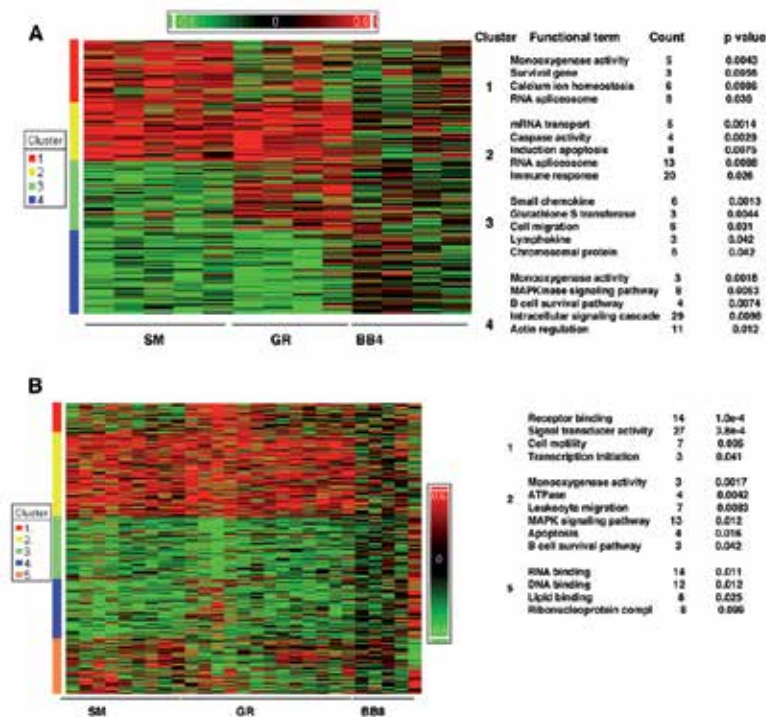 A
0
Cluster Functional term Count p value
Monooxygenase activity 5 0.0043
Survival gene 3 0.0056
Calcium ion homeostasis 6 0.0086
RNA spliceosome 8 0.036
1
mRNA transport 5 0.0014
Caspase activity 4 0.0029
Induction apoptosis 8 0.0075
RNA spliceosome 13 0.0088
Immune response 20 0.026
2
Small chemokine 6 0.0013
Glutathione S transferase 3 0.0044
Cell migration 0.031
Lymphokine 3 0.042
Chromosomal protein 0.042
3
Monooxygenase activity 3 0.0018
MAPKinase signaling pathway 8 0.0053
B cell survival pathway 4 0.0074
Intracellular signaling cascade 29 0.0098
Actin regulation 11 0.012
4
Cluster
1
2
3
4
SM GR BB4
B
Cluster
1
2
3
4
5
0
SM GR BB8
Receptor binding 14 1.0e-4
Signal transducer activity 27 3.8e-4
Cell motility 7 0.006
Transcription initiation 3 0.041
1
Monooxygenase activity 3 0.0017
ATPase 4 0.0042
Leukocyte migration 7 0.0083
MAPK signaling pathway 13 0.012
Apoptosis 4 0.016
B cell survival pathway 3 0.042
2
RNA binding 14 0.011
DNA binding 12 0.012
Lipid binding 6 0.025
Ribonucleoprotein compl
5